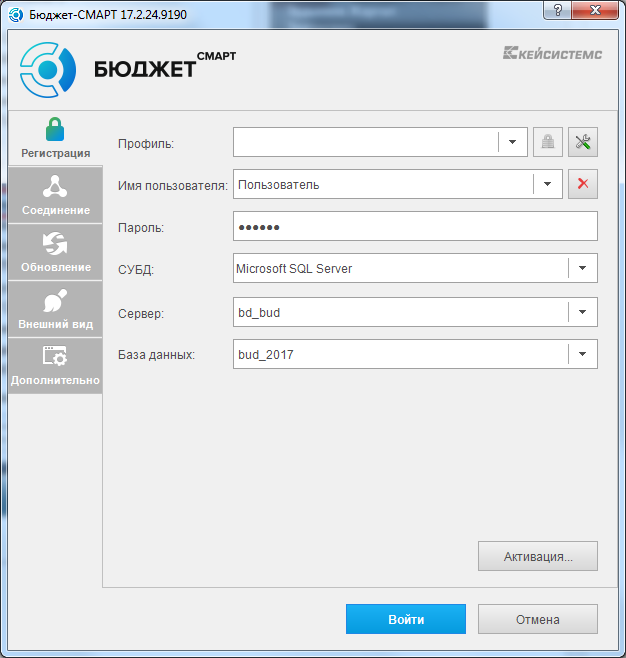 Бюджет-СМАРТ 17.2.24.9190
БЮДЖЕТ СМАРТ
КЕЙСИСТЕМС
Регистрация
Соединение
Обновление
Внешний вид
Дополнительно
Профиль:
Имя пользователя: Пользователь
Пароль: ●●●●●●
СУБД: Microsoft SQL Server
Сервер: bd_bud
База данных: bud_2017
Активация...
Войти
Отмена